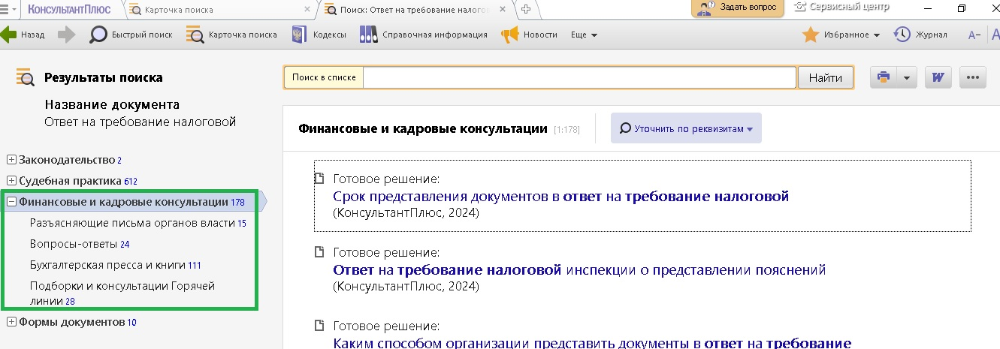 КОНСУЛЬТАНТПЛЮС
Карточка поиска
Поиск: Ответ на требование налогов
Задать вопрос
Сервисный центр
Назад
Быстрый поиск
Карточка поиска
Кодексы
Справочная информация
Новости
Еще
Избранное
Журнал
А−
А
Результаты поиска
Название документа
Ответ на требование налоговой
Поиск в списке
Найти
W
Законодательство 2
Судебная практика 612
Финансовые и кадровые консультации 178
Разъясняющие письма органов власти 15
Вопросы-ответы 24
Бухгалтерская пресса и книги 111
Подборки и консультации Горячей
линии 28
Формы документов 10
Финансовые и кадровые консультации [1:178]
Уточнить по реквизитам
Готовое решение:
Срок представления документов в ответ на требование налоговой
(КонсультантПлюс, 2024)
Готовое решение:
Ответ на требование налоговой инспекции о представлении пояснений
(КонсультантПлюс, 2024)
Готовое решение:
Каким способом организации представить документы в ответ на требование